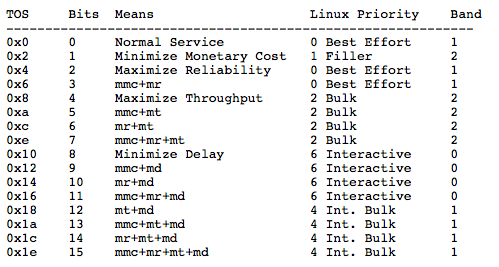 TOS     Bits  Means                    Linux Priority    Band
------------------------------------------------------------
0x0     0     Normal Service           0 Best Effort     1
0x2     1     Minimize Monetary Cost   1 Filler          2
0x4     2     Maximize Reliability     0 Best Effort     1
0x6     3     mmc+mr                   0 Best Effort     1
0x8     4     Maximize Throughput      2 Bulk            2
0xa     5     mmc+mt                   2 Bulk            2
0xc     6     mr+mt                    2 Bulk            2
0xe     7     mmc+mr+mt                2 Bulk            2
0x10    8     Minimize Delay           6 Interactive     0
0x12    9     mmc+md                   6 Interactive     0
0x14    10    mr+md                    6 Interactive     0
0x16    11    mmc+mr+md                6 Interactive     0
0x18    12    mt+md                    4 Int. Bulk       1
0x1a    13    mmc+mt+md                4 Int. Bulk       1
0x1c    14    mr+mt+md                 4 Int. Bulk       1
0x1e    15    mmc+mr+mt+md             4 Int. Bulk       1